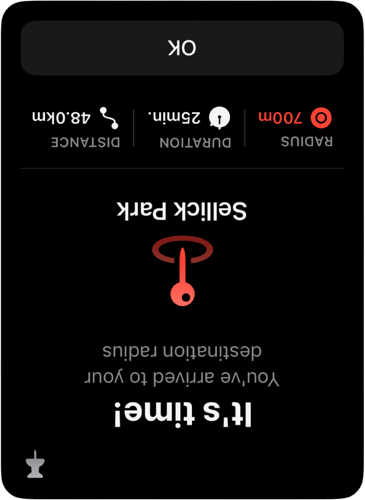 It's time!
You've arrived to your
destination radius
Sellick Park
RADIUS
700m
DURATION
25min.
DISTANCE
48.0km
OK